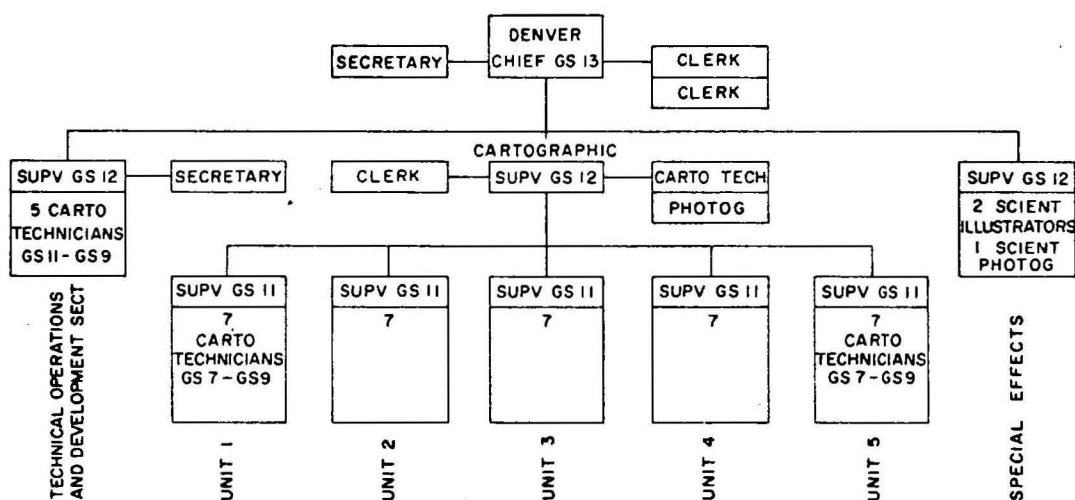 DENVER
CHIEF GS 13
SECRETARY
CLERK
CLERK
CARTOGRAPHIC
SUPV GS 12
SECRETARY
CLERK
SUPV GS 12
CARTO TECH
PHOTOG
SUPV GS 12
5 CARTO
TECHNICIANS
GS11-GS9
2 SCIENT
ILLUSTRATORS
1 SCIENT
PHOTOG
SUPV GS 11
SUPV GS 11
SUPV GS 11
SUPV GS 11
SUPV GS 11
7
CARTO
TECHNICIANS
GS 7-GS9
7
7
7
7
CARTO
TECHNICIANS
GS 7-GS9
TECHNICAL OPERATIONS
AND DEVELOPMENT SECT
UNIT 1
UNIT 2
UNIT 3
UNIT 4
UNIT 5
SPECIAL EFFECTS